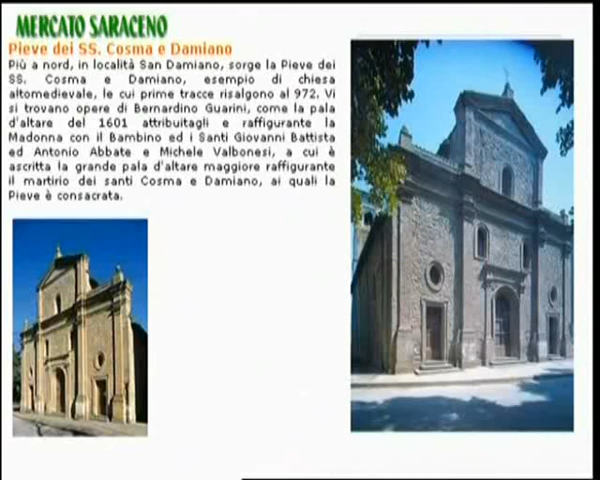 MERCATO SARACENO
Pieve dei SS. Cosma e Damiano
Più a nord, in località San Damiano, sorge la Pieve dei
SS. Cosma e Damiano, esempio di chiesa
altomedievale, le cui prime tracce risalgono al 972. Vi
si trovano opere di Bernardino Guarini, come la pala
d'altare del 1601 attribuitagli e raffigurante la
Madonna con il Bambino ed i Santi Giovanni Battista
ed Antonio Abbate e Michele Valbonesi, a cui è
ascritta la grande pala d'altare maggiore raffigurante
il martirio dei santi Cosma e Damiano, ai quali la
Pieve è consacrata.